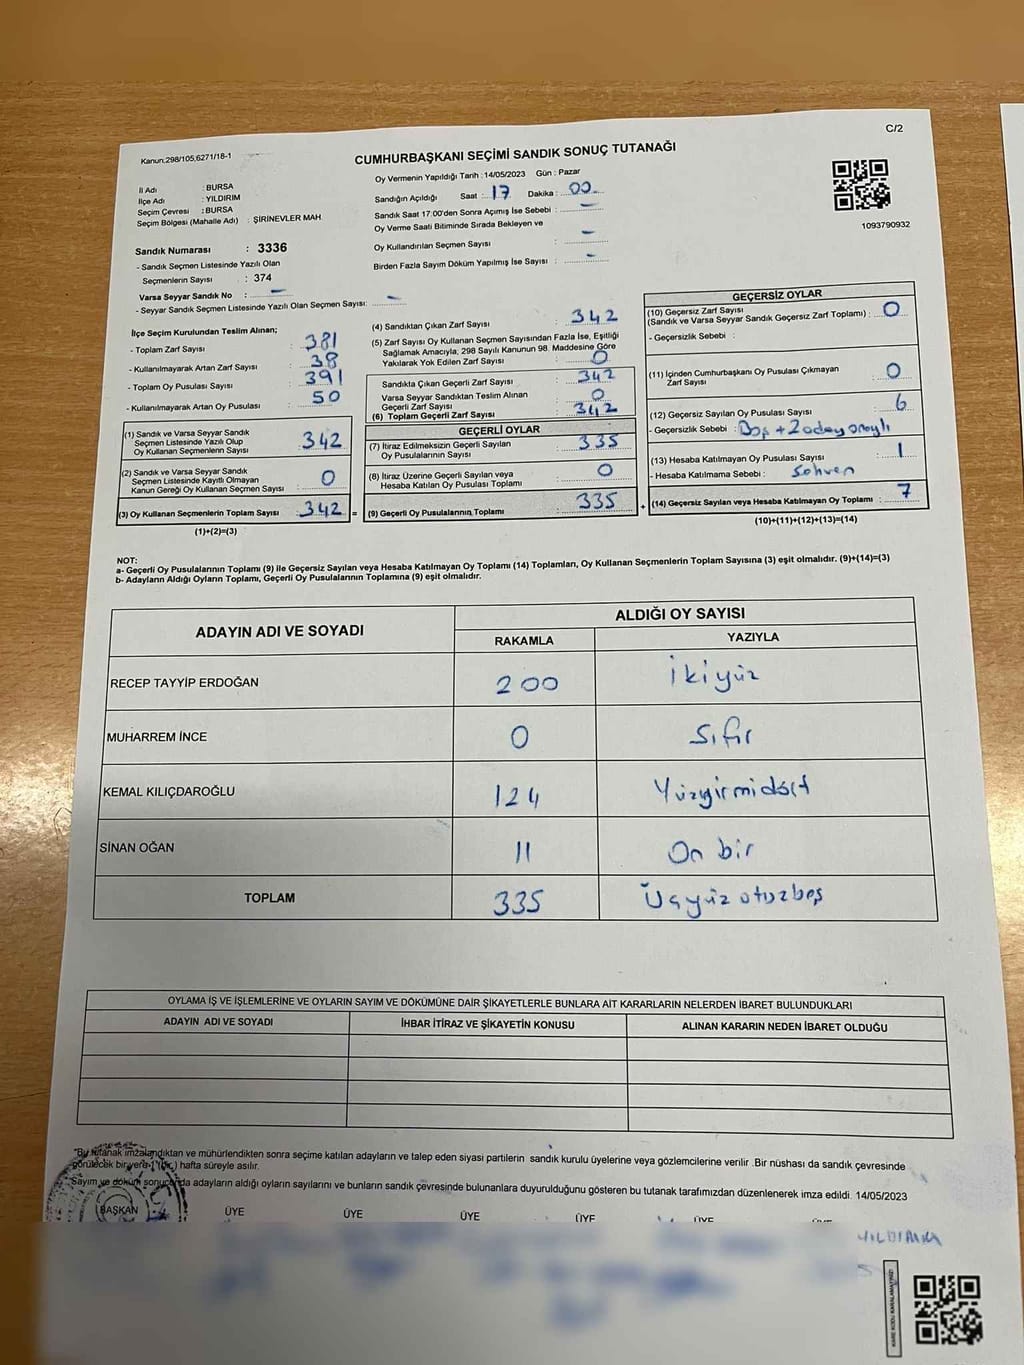 C/2
Kanun;298/105,6271/18-1
CUMHURBAŞKANI SEÇİMİ SANDIK SONUÇ TUTANAĞI
Oy Vermenin Yapıldığı Tarih :14/05/2023 Gün : Pazar
İl Adı : BURSA
İlçe Adı : YILDIRIM
Seçim Çevresi : BURSA
Seçim Bölgesi (Mahalle Adı) : ŞİRİNEVLER MAH
Sandığın Açıldığı Saat : 17 Dakika : 00
Sandık Saat 17:00'den Sonra Açımış İse Sebebi : -
Oy Verme Saati Bitiminde Sırada Bekleyen ve
Oy Kullandırılan Seçmen Sayısı : -
Birden Fazla Sayım Döküm Yapılmış İse Sayısı : -
1093790932
Sandık Numarası : 3336
- Sandık Seçmen Listesinde Yazılı Olan
Seçmenlerin Sayısı : 374
Varsa Seyyar Sandık No : -
- Seyyar Sandık Seçmen Listesinde Yazılı Olan Seçmen Sayısı: -
İlçe Seçim Kurulundan Teslim Alınan;
- Toplam Zarf Sayısı : 381
- Kullanılmayarak Artan Zarf Sayısı : 38
- Toplam Oy Pusulası Sayısı : 391
- Kullanılmayarak Artan Oy Pusulası : 50
(1) Sandık ve Varsa Seyyar Sandık
Seçmen Listesinde Yazılı Olup
Oy Kullanan Seçmenlerin Sayısı : 342
(2) Sandık ve Varsa Seyyar Sandık
Seçmen Listesinde Kayıtlı Olmayan
Kanun Gereği Oy Kullanan Seçmen Sayısı : 0
(3) Oy Kullanan Seçmenlerin Toplam Sayısı : 342 =
(1)+(2)=(3)
(4) Sandıktan Çıkan Zarf Sayısı : 342
(5) Zarf Sayısı Oy Kullanan Seçmen Sayısından Fazla İse, Eşitliği
Sağlamak Amacıyla; 298 Sayılı Kanunun 98. Maddesine Göre
Yakılarak Yok Edilen Zarf Sayısı : 0
Sandıkta Çıkan Geçerli Zarf Sayısı : 342
Varsa Seyyar Sandıktan Teslim Alınan
Geçerli Zarf Sayısı : 0
(6) Toplam Geçerli Zarf Sayısı : 342
GEÇERLİ OYLAR
(7) İtiraz Edilmeksizin Geçerli Sayılan
Oy Pusulalarının Sayısı : 335
(8) İtiraz Üzerine Geçerli Sayılan veya
Hesaba Katılan Oy Pusulası Toplamı : 0
(9) Geçerli Oy Pusulalarının Toplamı : 335 +
GEÇERSİZ OYLAR
(10) Geçersiz Zarf Sayısı
(Sandık ve Varsa Seyyar Sandık Geçersiz Zarf Toplamı) : 0
- Geçersizlik Sebebi :
(11) İçinden Cumhurbaşkanı Oy Pusulası Çıkmayan
Zarf Sayısı : 0
(12) Geçersiz Sayılan Oy Pusulası Sayısı : 6
- Geçersizlik Sebebi : Boş + 2 aday onaylı
(13) Hesaba Katılmayan Oy Pusulası Sayısı : 1
- Hesaba Katılmama Sebebi :
(14) Geçersiz Sayılan veya Hesaba Katılmayan Oy Toplamı : 7
(10)+(11)+(12)+(13)=(14)
NOT:
a- Geçerli Oy Pusulalarının Toplamı (9) ile Geçersiz Sayılan veya Hesaba Katılmayan Oy Toplamı (14) Toplamları, Oy Kullanan Seçmenlerin Toplam Sayısına (3) eşit olmalıdır. (9)+(14)=(3)
b- Adayların Aldığı Oyların Toplamı, Geçerli Oy Pusulalarının Toplamına (9) eşit olmalıdır.
ADAYIN ADI VE SOYADI ALDIĞI OY SAYISI
RAKAMLA YAZIYLA
RECEP TAYYİP ERDOĞAN 200 İkiyüz
MUHARREM İNCE 0 Sıfır
KEMAL KILIÇDAROĞLU 124 Yüzyirmidört
SİNAN OĞAN 11 On bir
TOPLAM 335 Üçyüz otuzbeş
OYLAMA İŞ VE İŞLEMLERİNE VE OYLARIN SAYIM VE DÖKÜMÜNE DAİR ŞİKAYETLERLE BUNLARA AİT KARARLARIN NELERDEN İBARET BULUNDUKLARI
ADAYIN ADI VE SOYADI İHBAR İTİRAZ VE ŞİKAYETİN KONUSU ALINAN KARARIN NEDEN İBARET OLDUĞU
"Bu tutanak imzalandıktan ve mühürlendikten sonra seçime katılan adayların ve talep eden siyasi partilerin sandık kurulu üyelerine veya gözlemcilerine verilir .Bir nüshası da sandık çevresinde
görülecek bir yere 1 (bir) hafta süreyle asılır.
Sayım ve döküm sonucunda adayların aldığı oyların sayılarını ve bunların sandık çevresinde bulunanlara duyurulduğunu gösteren bu tutanak tarafımızdan düzenlenerek imza edildi. 14/05/2023
BAŞKAN ÜYE ÜYE ÜYE ÜYE ÜYE
YILDIRIM
KARE KODU KARALAMAYINIZ!